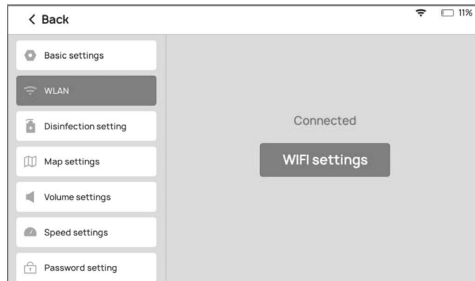 Back
11%
Basic settings
WLAN
Disinfection setting
Connected
Map settings
WIFI settings
Volume settings
Speed settings
Password setting